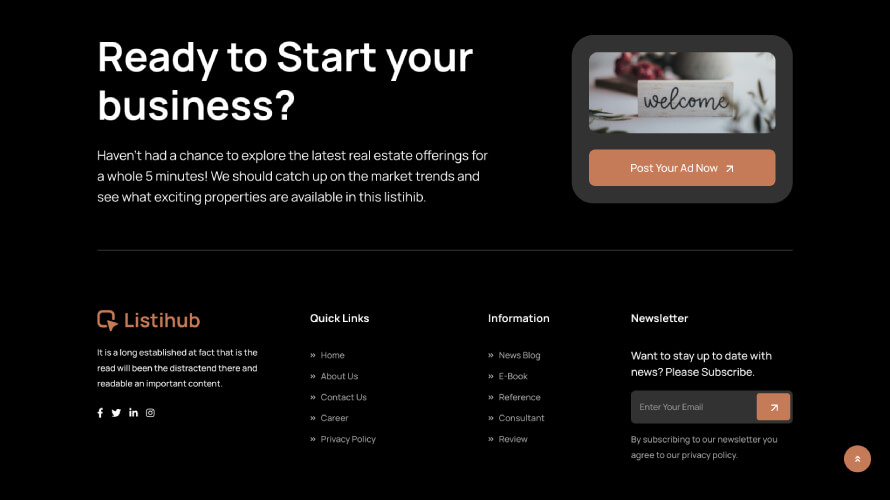 Ready to Start your
business?
Haven't had a chance to explore the latest real estate offerings for
a whole 5 minutes! We should catch up on the market trends and
see what exciting properties are available in this listihib.
welcome
Post Your Ad Now
Listihub
It is a long established at fact that is the
read will been the distractend there and
readable an important content.
Quick Links
Home
About Us
Contact Us
Career
Privacy Policy
Information
News Blog
E-Book
Reference
Consultant
Review
Newsletter
Want to stay up to date with
news? Please Subscribe.
Enter Your Email
By subscribing to our newsletter you
agree to our privacy policy.